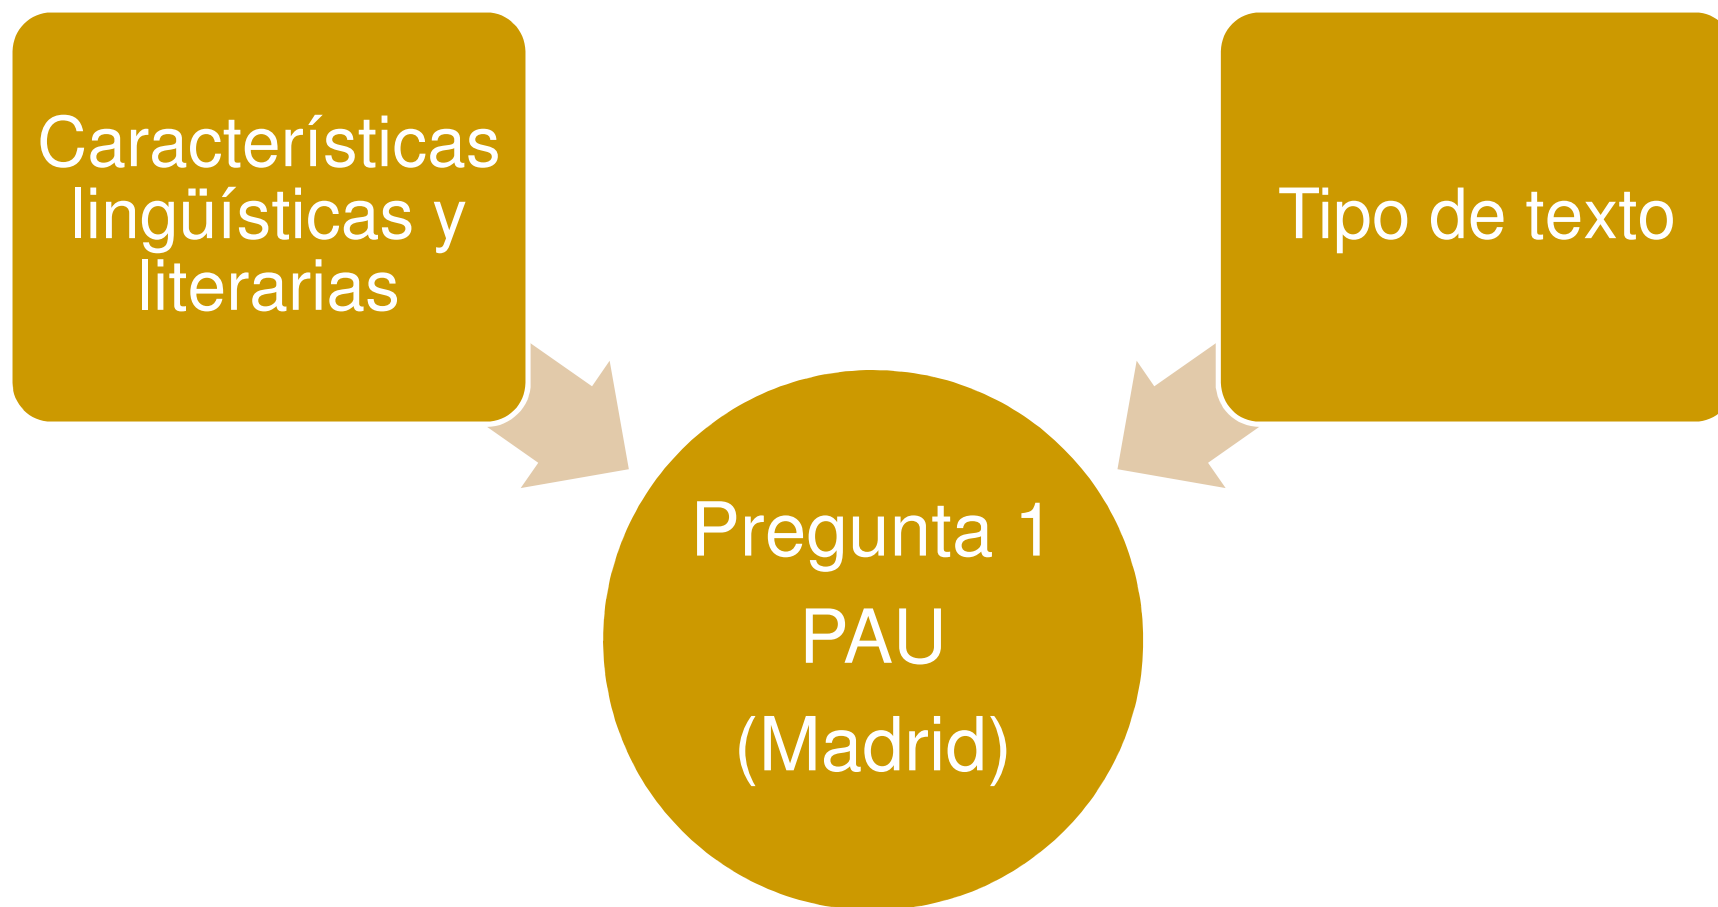 Características
lingüísticas y
literarias
Tipo de texto
Pregunta 1
PAU
(Madrid)